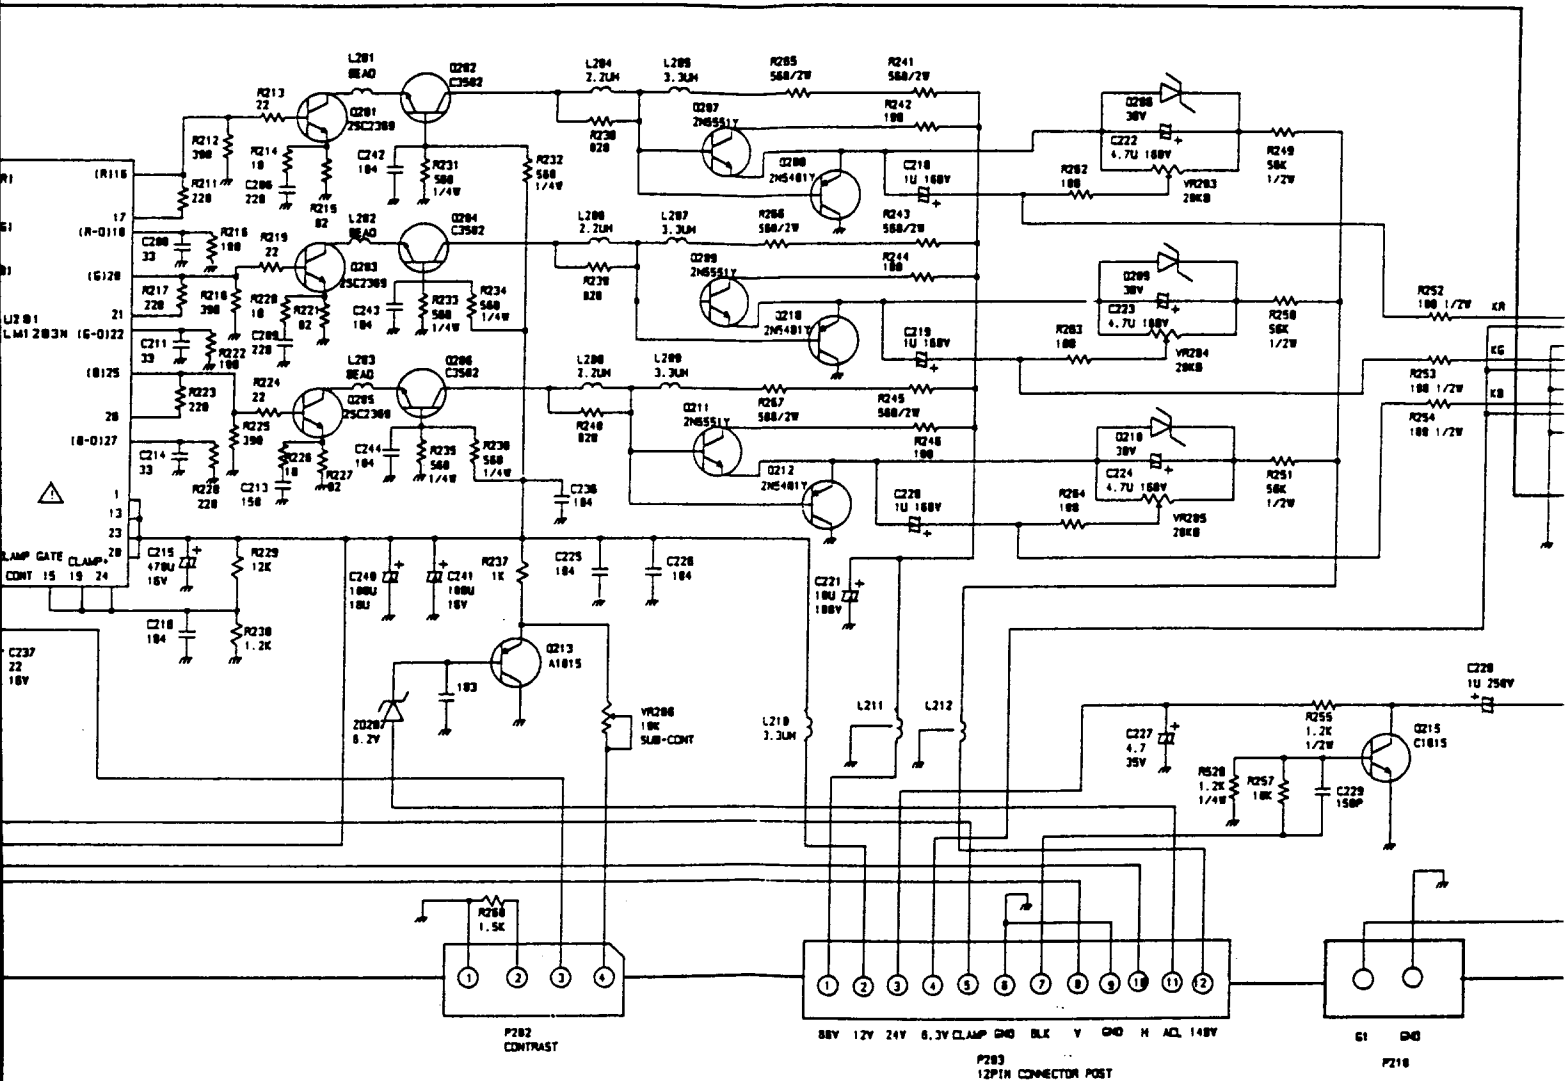 L201
BEAD
Q202
C3502
L204
2.2UH
L205
3.3UH
R265
560/2W
R241
560/2W
R213
22
Q201
2SC2369
R212
390
R214
10
R211
220
C206
220
R215
82
C242
104
R231
560
1/4W
R232
560
1/4W
R238
820
Q207
2N5551Y
R242
100
Q208
2N5401Y
C218
1U 160V
R262
100
D208
30V
C222
4.7U 160V
VR203
20KB
R249
56K
1/2W
R1
(R)16
17
(R-O)18
G1
B1
(G)20
21
U201
LM1203N
(G-O)22
(B)25
26
(B-O)27
1
13
23
28
CLAMP GATE
CLAMP+
CONT
15
19
24
C208
33
R216
100
R219
22
L202
BEAD
Q204
C3502
Q203
2SC2369
R217
220
R218
390
R220
10
R221
82
C209
220
C243
104
R233
560
1/4W
R234
560
1/4W
C211
33
R222
100
L206
2.2UH
L207
3.3UH
R266
560/2W
R243
560/2W
R239
820
Q209
2N5551Y
R244
100
Q210
2N5401Y
C219
1U 160V
R263
100
D209
30V
C223
4.7U 160V
VR204
20KB
R250
56K
1/2W
R252
100 1/2W
KR
KG
R253
100 1/2W
KB
R254
100 1/2W
R223
220
R224
22
L203
BEAD
Q206
C3502
Q205
2SC2369
R225
390
R226
10
R227
82
C213
150
C214
33
R228
220
C244
104
R235
560
1/4W
R236
560
1/4W
C236
104
L208
2.2UH
L209
3.3UH
R267
560/2W
R245
560/2W
R240
820
Q211
2N5551Y
R246
100
Q212
2N5401Y
C220
1U 160V
R264
100
D210
30V
C224
4.7U 160V
VR205
20KB
R251
56K
1/2W
C215
470U
16V
R229
12K
C240
100U
16V
C241
100U
16V
R237
1K
C225
104
C226
104
C221
10U
100V
C216
104
R230
1.2K
C237
22
16V
Q213
A1015
103
ZD202
8.2V
VR206
10K
SUB-CONT
L210
3.3UH
L211
L212
C227
4.7
35V
R255
1.2K
1/2W
Q215
C1815
C228
1U 250V
R520
1.2K
1/4W
R257
10K
C229
150P
R260
1.5K
1
2
3
4
P202
CONTRAST
1
2
3
4
5
6
7
8
9
10
11
12
88V
12V
24V
6.3V
CLAMP
GND
BLK
V
GND
H
ACL
140V
P203
12PIN CONNECTOR POST
G1
GND
P210